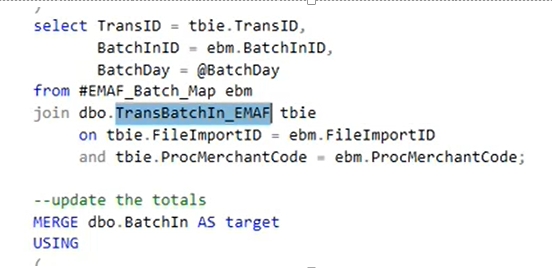 )
select TransID = tbie.TransID,
BatchInID = ebm.BatchInID,
BatchDay = @BatchDay
from #EMAF_Batch_Map ebm
join dbo.TransBatchIn_EMAF tbie
on tbie.FileImportID = ebm.FileImportID
and tbie.ProcMerchantCode = ebm.ProcMerchantCode;
--update the totals
MERGE dbo.BatchIn AS target
USING
(